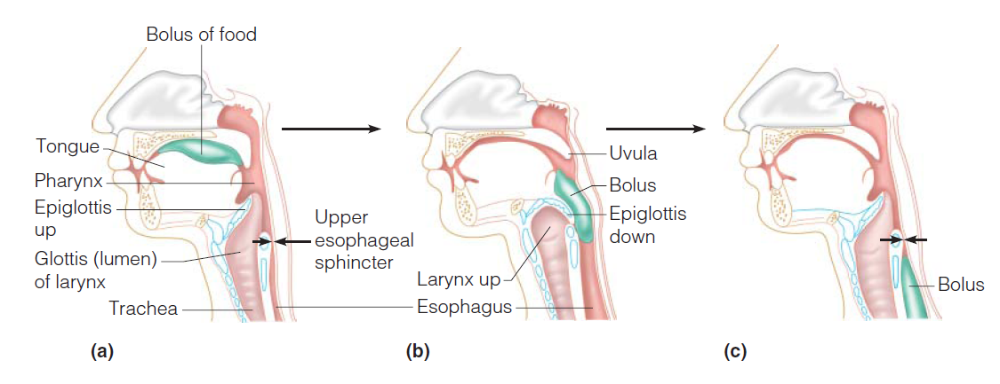 Bolus of food
Tongue
Pharynx
Epiglottis
up
Glottis (lumen)
of larynx
Trachea
Upper
esophageal
sphincter
(a)
Uvula
Bolus
Epiglottis
down
Larynx up
Esophagus
(b)
Bolus
(c)